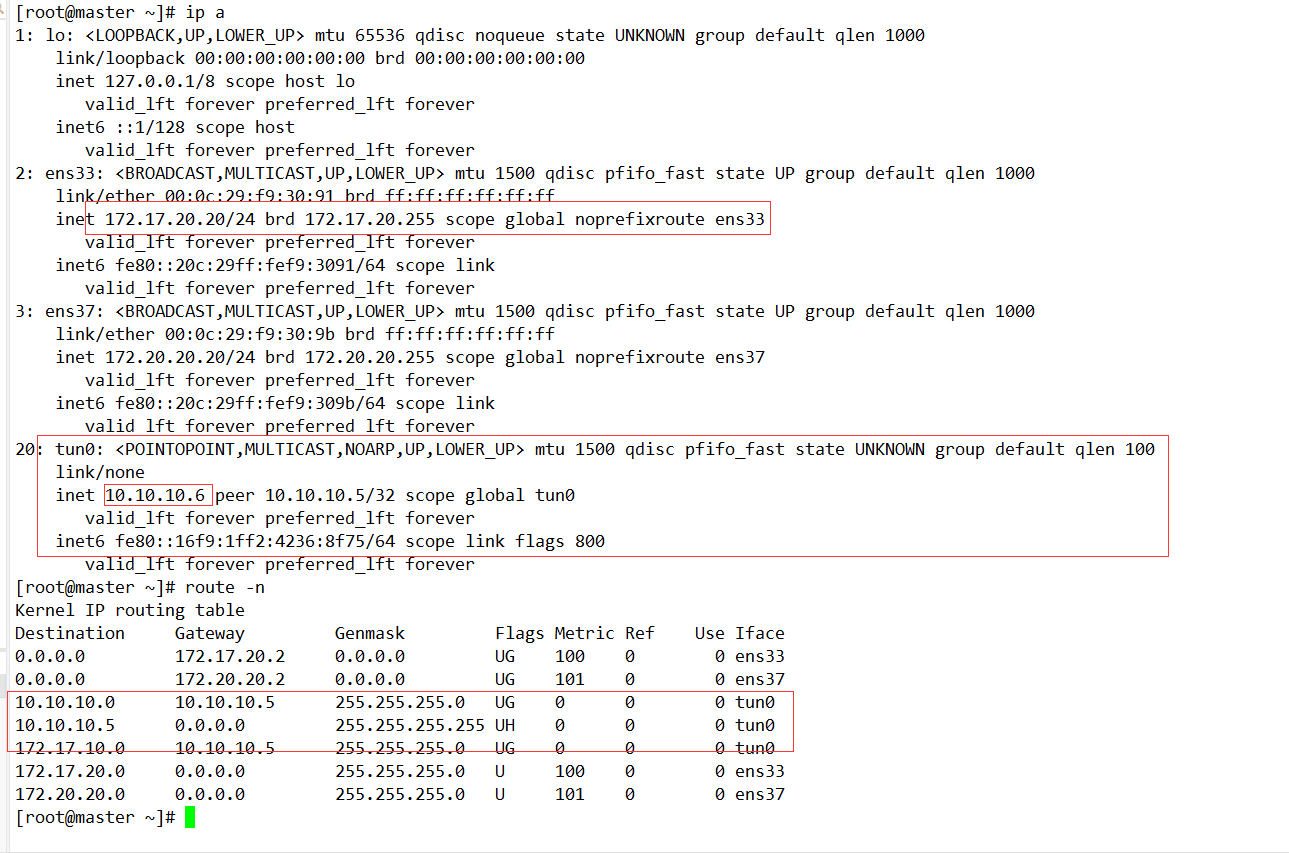 [root@master ~]# ip a
1: lo: <LOOPBACK,UP,LOWER_UP> mtu 65536 qdisc noqueue state UNKNOWN group default qlen 1000
    link/loopback 00:00:00:00:00:00 brd 00:00:00:00:00:00
    inet 127.0.0.1/8 scope host lo
       valid_lft forever preferred_lft forever
    inet6 ::1/128 scope host
       valid_lft forever preferred_lft forever
2: ens33: <BROADCAST,MULTICAST,UP,LOWER_UP> mtu 1500 qdisc pfifo_fast state UP group default qlen 1000
    link/ether 00:0c:29:f9:30:91 brd ff:ff:ff:ff:ff:ff
    inet 172.17.20.20/24 brd 172.17.20.255 scope global noprefixroute ens33
       valid_lft forever preferred_lft forever
    inet6 fe80::20c:29ff:fef9:3091/64 scope link
       valid_lft forever preferred_lft forever
3: ens37: <BROADCAST,MULTICAST,UP,LOWER_UP> mtu 1500 qdisc pfifo_fast state UP group default qlen 1000
    link/ether 00:0c:29:f9:30:9b brd ff:ff:ff:ff:ff:ff
    inet 172.20.20.20/24 brd 172.20.20.255 scope global noprefixroute ens37
       valid_lft forever preferred_lft forever
    inet6 fe80::20c:29ff:fef9:309b/64 scope link
       valid_lft forever preferred_lft forever
20: tun0: <POINTOPOINT,MULTICAST,NOARP,UP,LOWER_UP> mtu 1500 qdisc pfifo_fast state UNKNOWN group default qlen 100
    link/none
    inet 10.10.10.6 peer 10.10.10.5/32 scope global tun0
       valid_lft forever preferred_lft forever
    inet6 fe80::16f9:1ff2:4236:8f75/64 scope link flags 800
       valid_lft forever preferred_lft forever
[root@master ~]# route -n
Kernel IP routing table
Destination     Gateway         Genmask         Flags Metric Ref    Use Iface
0.0.0.0         172.17.20.2     0.0.0.0         UG    100    0        0 ens33
0.0.0.0         172.20.20.2     0.0.0.0         UG    101    0        0 ens37
10.10.10.0      10.10.10.5      255.255.255.0   UG    0      0        0 tun0
10.10.10.5      0.0.0.0         255.255.255.255 UH    0      0        0 tun0
172.17.10.0     10.10.10.5      255.255.255.0   UG    0      0        0 tun0
172.17.20.0     0.0.0.0         255.255.255.0   U     100    0        0 ens33
172.20.20.0     0.0.0.0         255.255.255.0   U     101    0        0 ens37
[root@master ~]#